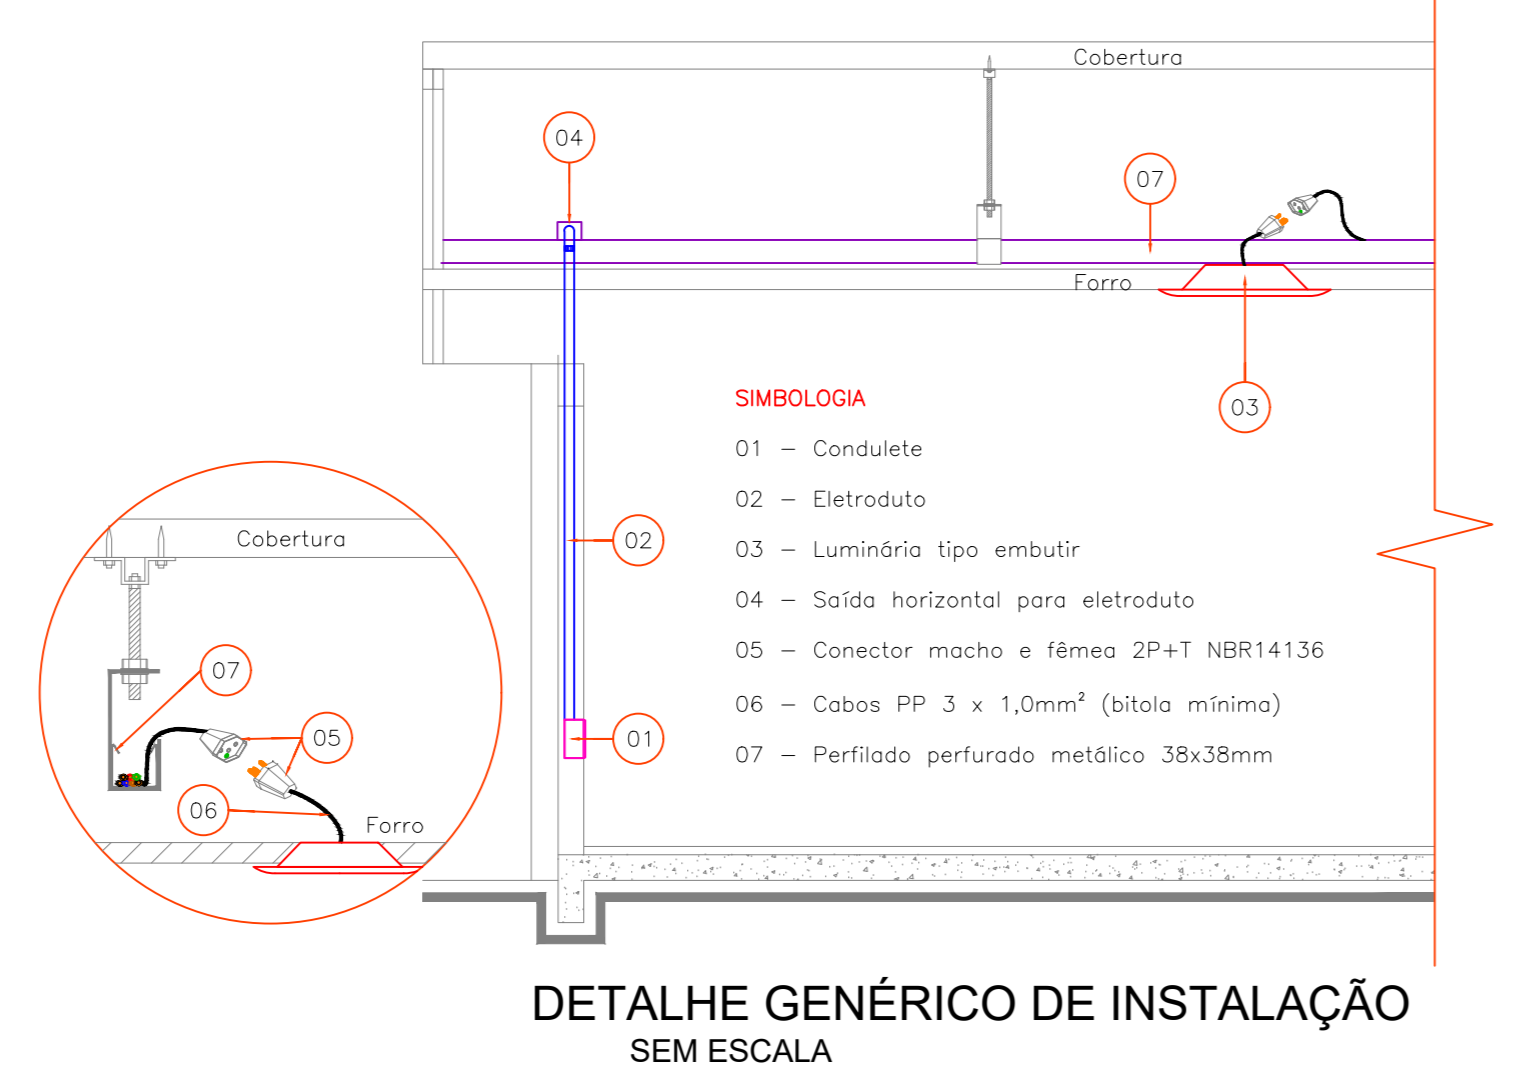 Cobertura
04
07
Forro
03
SIMBOLOGIA
01 – Condulete
02 – Eletroduto
03 – Luminária tipo embutir
04 – Saída horizontal para eletroduto
05 – Conector macho e fêmea 2P+T NBR14136
06 – Cabos PP 3 x 1,0mm² (bitola mínima)
07 – Perfilado perfurado metálico 38x38mm
02
01
Cobertura
07
05
06
Forro
DETALHE GENÉRICO DE INSTALAÇÃO
SEM ESCALA